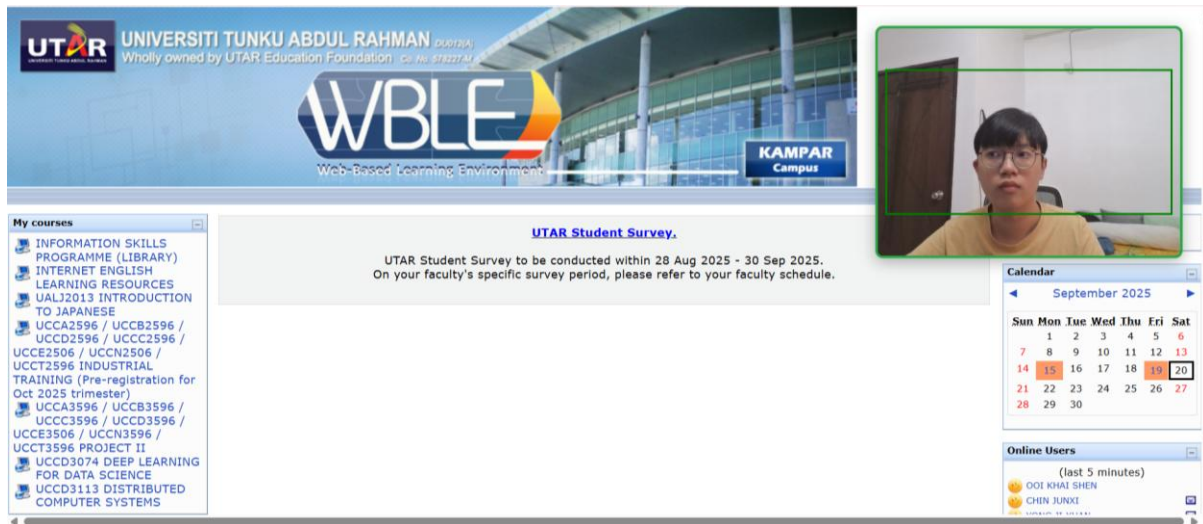 UTAR
UNIVERSITI TUNKU ABDUL RAHMAN DU012(A)
Wholly owned by UTAR Education Foundation Co. No. 578227-M
WBLE
Web-Based Learning Environment
KAMPAR
Campus
My courses
INFORMATION SKILLS
PROGRAMME (LIBRARY)
INTERNET ENGLISH
LEARNING RESOURCES
UALJ2013 INTRODUCTION
TO JAPANESE
UCCA2596 / UCCB2596 /
UCCD2596 / UCCC2596 /
UCCE2506 / UCCN2506 /
UCCT2596 INDUSTRIAL
TRAINING (Pre-registration for
Oct 2025 trimester)
UCCA3596 / UCCB3596 /
UCCC3596 / UCCD3596 /
UCCE3506 / UCCN3596 /
UCCT3596 PROJECT II
UCCD3074 DEEP LEARNING
FOR DATA SCIENCE
UCCD3113 DISTRIBUTED
COMPUTER SYSTEMS
UTAR Student Survey.
UTAR Student Survey to be conducted within 28 Aug 2025 - 30 Sep 2025.
On your faculty's specific survey period, please refer to your faculty schedule.
Calendar
September 2025
Sun Mon Tue Wed Thu Fri Sat
1 2 3 4 5 6
7 8 9 10 11 12 13
14 15 16 17 18 19 20
21 22 23 24 25 26 27
28 29 30
Online Users
(last 5 minutes)
OOI KHAI SHEN
CHIN JUNXI